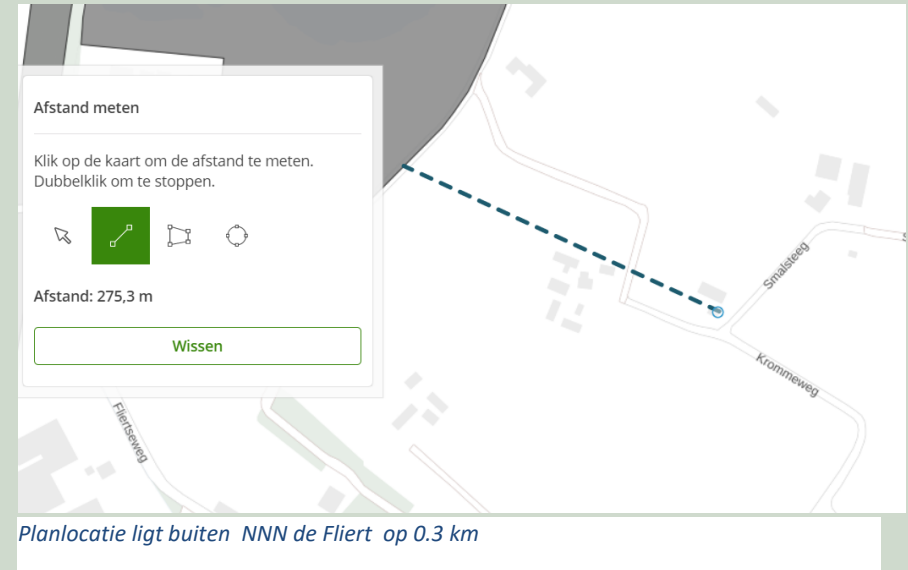 Afstand meten
Klik op de kaart om de afstand te meten.
Dubbelklik om te stoppen.
Afstand: 275,3 m
Wissen
Smalsteeg
Krommeweg
Fliertseweg
Planlocatie ligt buiten NNN de Fliert op 0.3 km